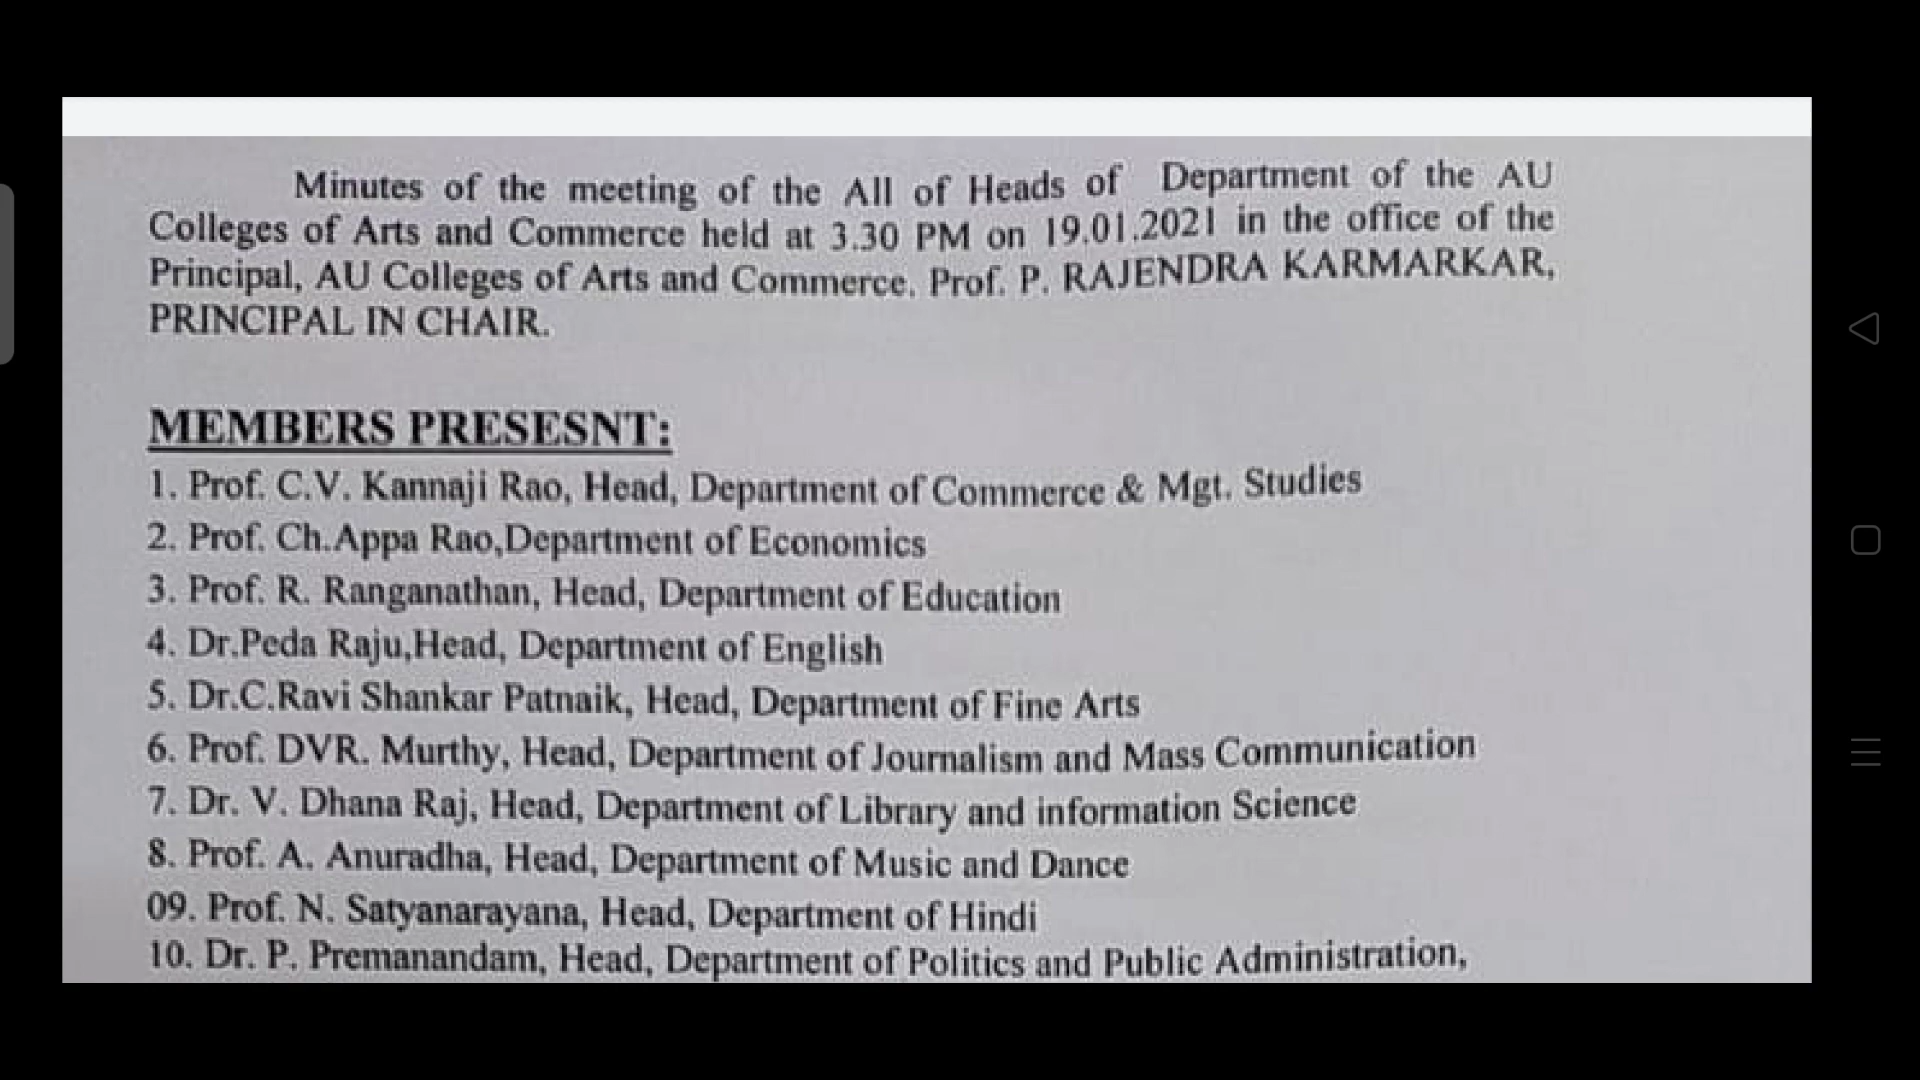 Minutes of the meeting of the All of Heads of Department of the AU
Colleges of Arts and Commerce held at 3.30 PM on 19.01.2021 in the office of the
Principal, AU Colleges of Arts and Commerce. Prof. P. RAJENDRA KARMARKAR,
PRINCIPAL IN CHAIR.
MEMBERS PRESESNT:
1. Prof. C.V. Kannaji Rao, Head, Department of Commerce & Mgt. Studies
2. Prof. Ch.Appa Rao,Department of Economics
3. Prof. R. Ranganathan, Head, Department of Education
4. Dr.Peda Raju,Head, Department of English
5. Dr.C.Ravi Shankar Patnaik, Head, Department of Fine Arts
6. Prof. DVR. Murthy, Head, Department of Journalism and Mass Communication
7. Dr. V. Dhana Raj, Head, Department of Library and information Science
8. Prof. A. Anuradha, Head, Department of Music and Dance
09. Prof. N. Satyanarayana, Head, Department of Hindi
10. Dr. P. Premanandam, Head, Department of Politics and Public Administration,